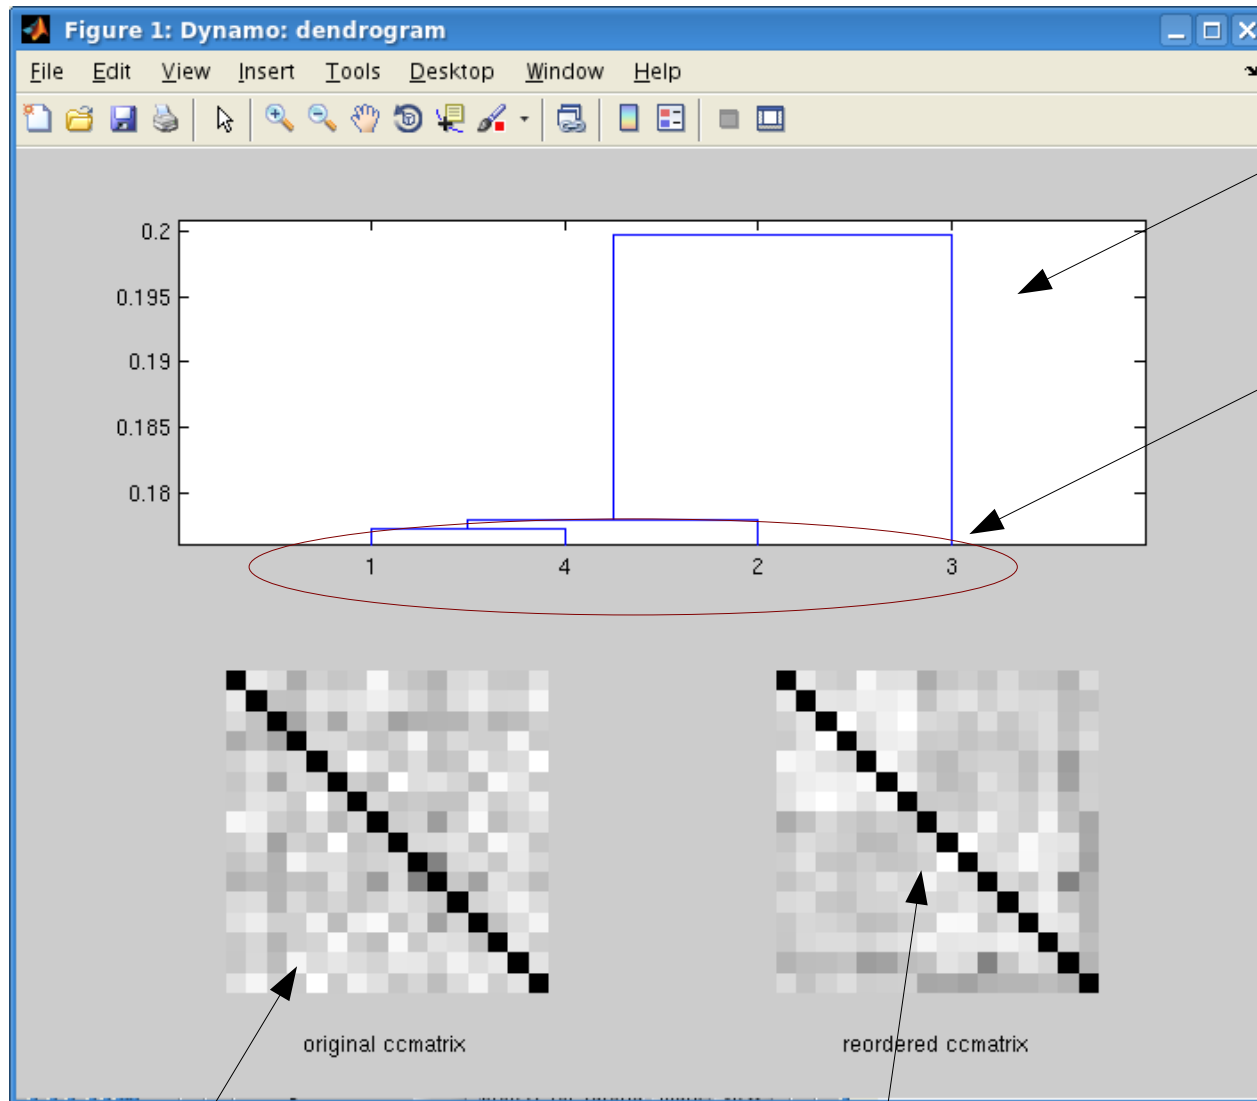 Figure 1: Dynamo: dendrogram
File Edit View Insert Tools Desktop Window Help
0.2
0.195
0.19
0.185
0.18
1 4 2 3
original ccmatrix reordered ccmatrix